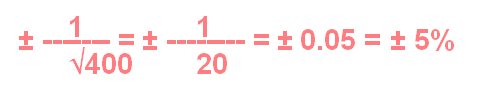 1 1
± ------- = ± -------- = ± 0.05 = ± 5%
√400 20